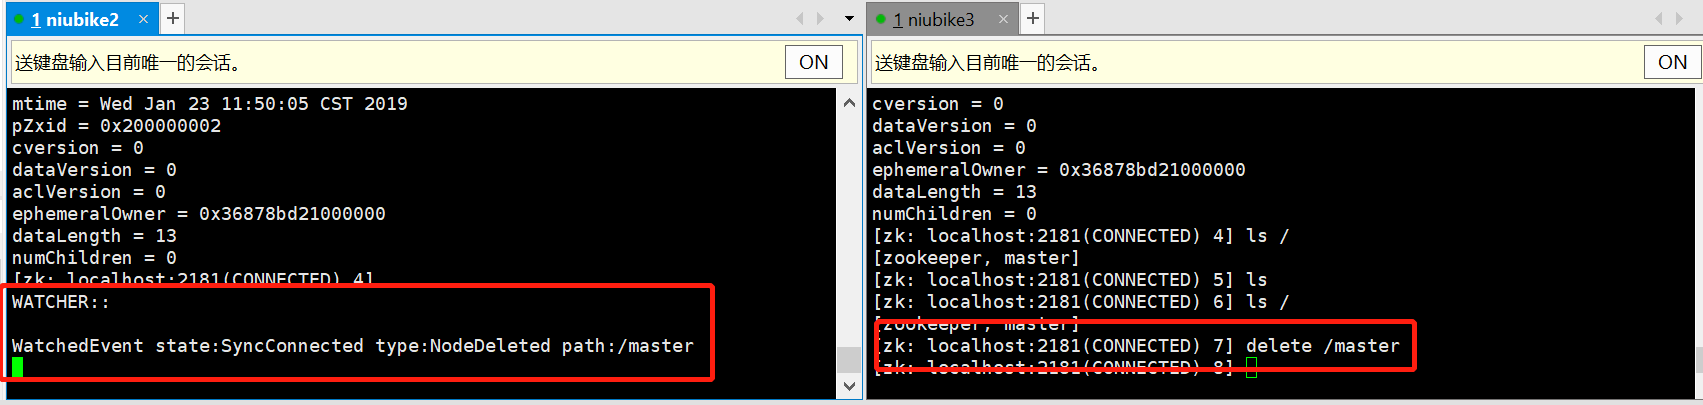 1 niubike2
送键盘输入目前唯一的会话。
ON
mtime = Wed Jan 23 11:50:05 CST 2019
pZxid = 0x200000002
cversion = 0
dataVersion = 0
aclVersion = 0
ephemeralOwner = 0x36878bd21000000
dataLength = 13
numChildren = 0
[zk: localhost:2181(CONNECTED) 4]
WATCHER::
WatchedEvent state:SyncConnected type:NodeDeleted path:/master
1 niubike3
送键盘输入目前唯一的会话。
ON
cversion = 0
dataVersion = 0
aclVersion = 0
ephemeralOwner = 0x36878bd21000000
dataLength = 13
numChildren = 0
[zk: localhost:2181(CONNECTED) 4] ls /
[zookeeper, master]
[zk: localhost:2181(CONNECTED) 5] ls
[zk: localhost:2181(CONNECTED) 6] ls /
[zookeeper, master]
[zk: localhost:2181(CONNECTED) 7] delete /master
[zk: localhost:2181(CONNECTED) 8]